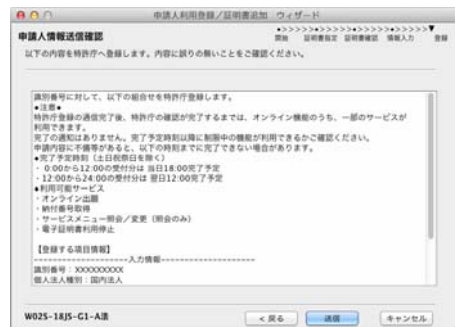 申請人利用登録／証明書追加 ウィザード
申請人情報送信確認
•>>>>>•>>>>>•>>>>>•>>>>>▼
開始 証明書指定 証明書確認 情報入力 登録
以下の内容を特許庁へ登録します。内容に誤りの無いことをご確認ください。
識別番号に対して、以下の組合せを特許庁登録します。
◆注意◆
特許庁登録の通信完了後、特許庁の確認が完了するまでは、オンライン機能のうち、一部のサービスが
利用できます。
完了の通知はありません。完了予定時刻以降に制限中の機能が利用できるかご確認ください。
申請内容に不備等があると、以下の時刻までに完了できない場合があります。
◆完了予定時刻（土日祝祭日を除く）
・ 0:00から12:00の受付分は 当日18:00完了予定
・12:00から24:00の受付分は 翌日12:00完了予定
◆利用可能サービス
・オンライン出願
・納付番号取得
・サービスメニュー照会／変更（照会のみ）
・電子証明書利用停止
【登録する項目情報】
--------------------入力情報--------------------
識別番号：XXXXXXXXX
個人法人種別：国内法人
W02S-18JS-G1-A法
< 戻る
送信
キャンセル